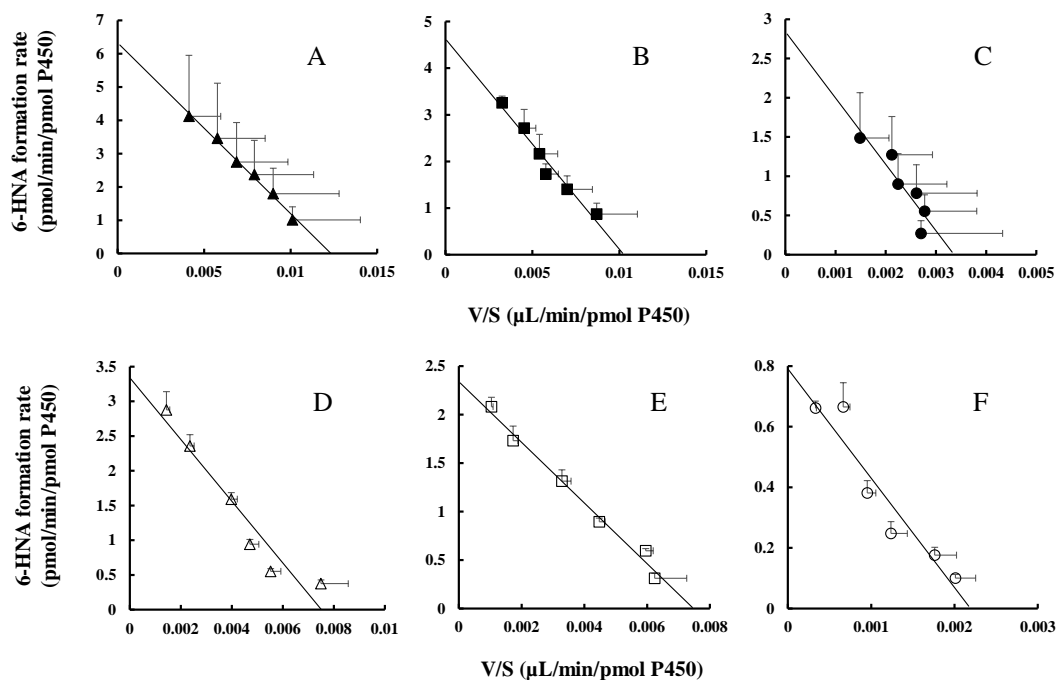 6-HNA formation rate
(pmol/min/pmol P450)
7
6
5
4
3
2
1
0
0 0.005 0.01 0.015
A
5
4
3
2
1
0
0 0.005 0.01 0.015
B
3
2.5
2
1.5
1
0.5
0
0 0.001 0.002 0.003 0.004 0.005
C
V/S (µL/min/pmol P450)
6-HNA formation rate
(pmol/min/pmol P450)
3.5
3
2.5
2
1.5
1
0.5
0
0 0.002 0.004 0.006 0.008 0.01
D
2.5
2
1.5
1
0.5
0
0 0.002 0.004 0.006 0.008
E
0.8
0.6
0.4
0.2
0
0 0.001 0.002 0.003
F
V/S (µL/min/pmol P450)